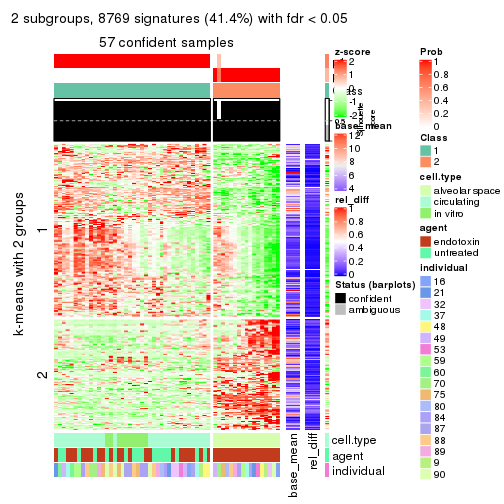 2 subgroups, 8769 signatures (41.4%) with fdr < 0.05
57 confident samples
k-means with 2 groups
1
2
z-score
2
1
0
-1
-2
base_mean
12
10
8
6
4
rel_diff
1
0.8
0.6
0.4
0.2
0
Status (barplots)
confident
ambiguous
Prob
1
0.8
0.6
0.4
0.2
0
Class
1
2
cell.type
alveolar space
circulating
in vitro
agent
endotoxin
untreated
individual
16
21
32
37
48
49
53
59
60
70
75
80
84
87
88
89
9
90
cell.type
agent
individual
base_mean
rel_diff